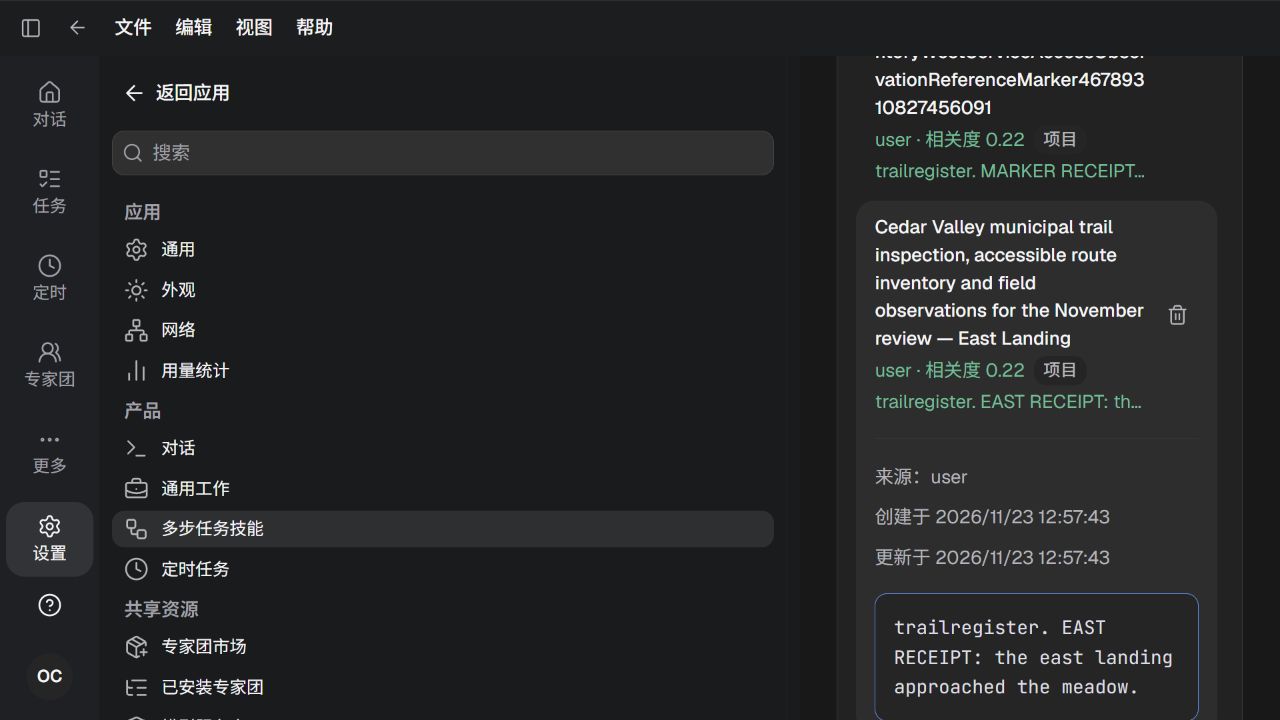 文件 编辑 视图 帮助
对话
任务
定时
专家团
更多
设置
OC
返回应用
搜索
应用
通用
外观
网络
用量统计
产品
对话
通用工作
多步任务技能
定时任务
共享资源
专家团市场
已安装专家团
vationReferenceMarker467893
10827456091
user · 相关度 0.22 项目
trailregister. MARKER RECEIPT…
Cedar Valley municipal trail
inspection, accessible route
inventory and field
observations for the November
review — East Landing
user · 相关度 0.22 项目
trailregister. EAST RECEIPT: th…
来源：user
创建于 2026/11/23 12:57:43
更新于 2026/11/23 12:57:43
trailregister. EAST
RECEIPT: the east landing
approached the meadow.